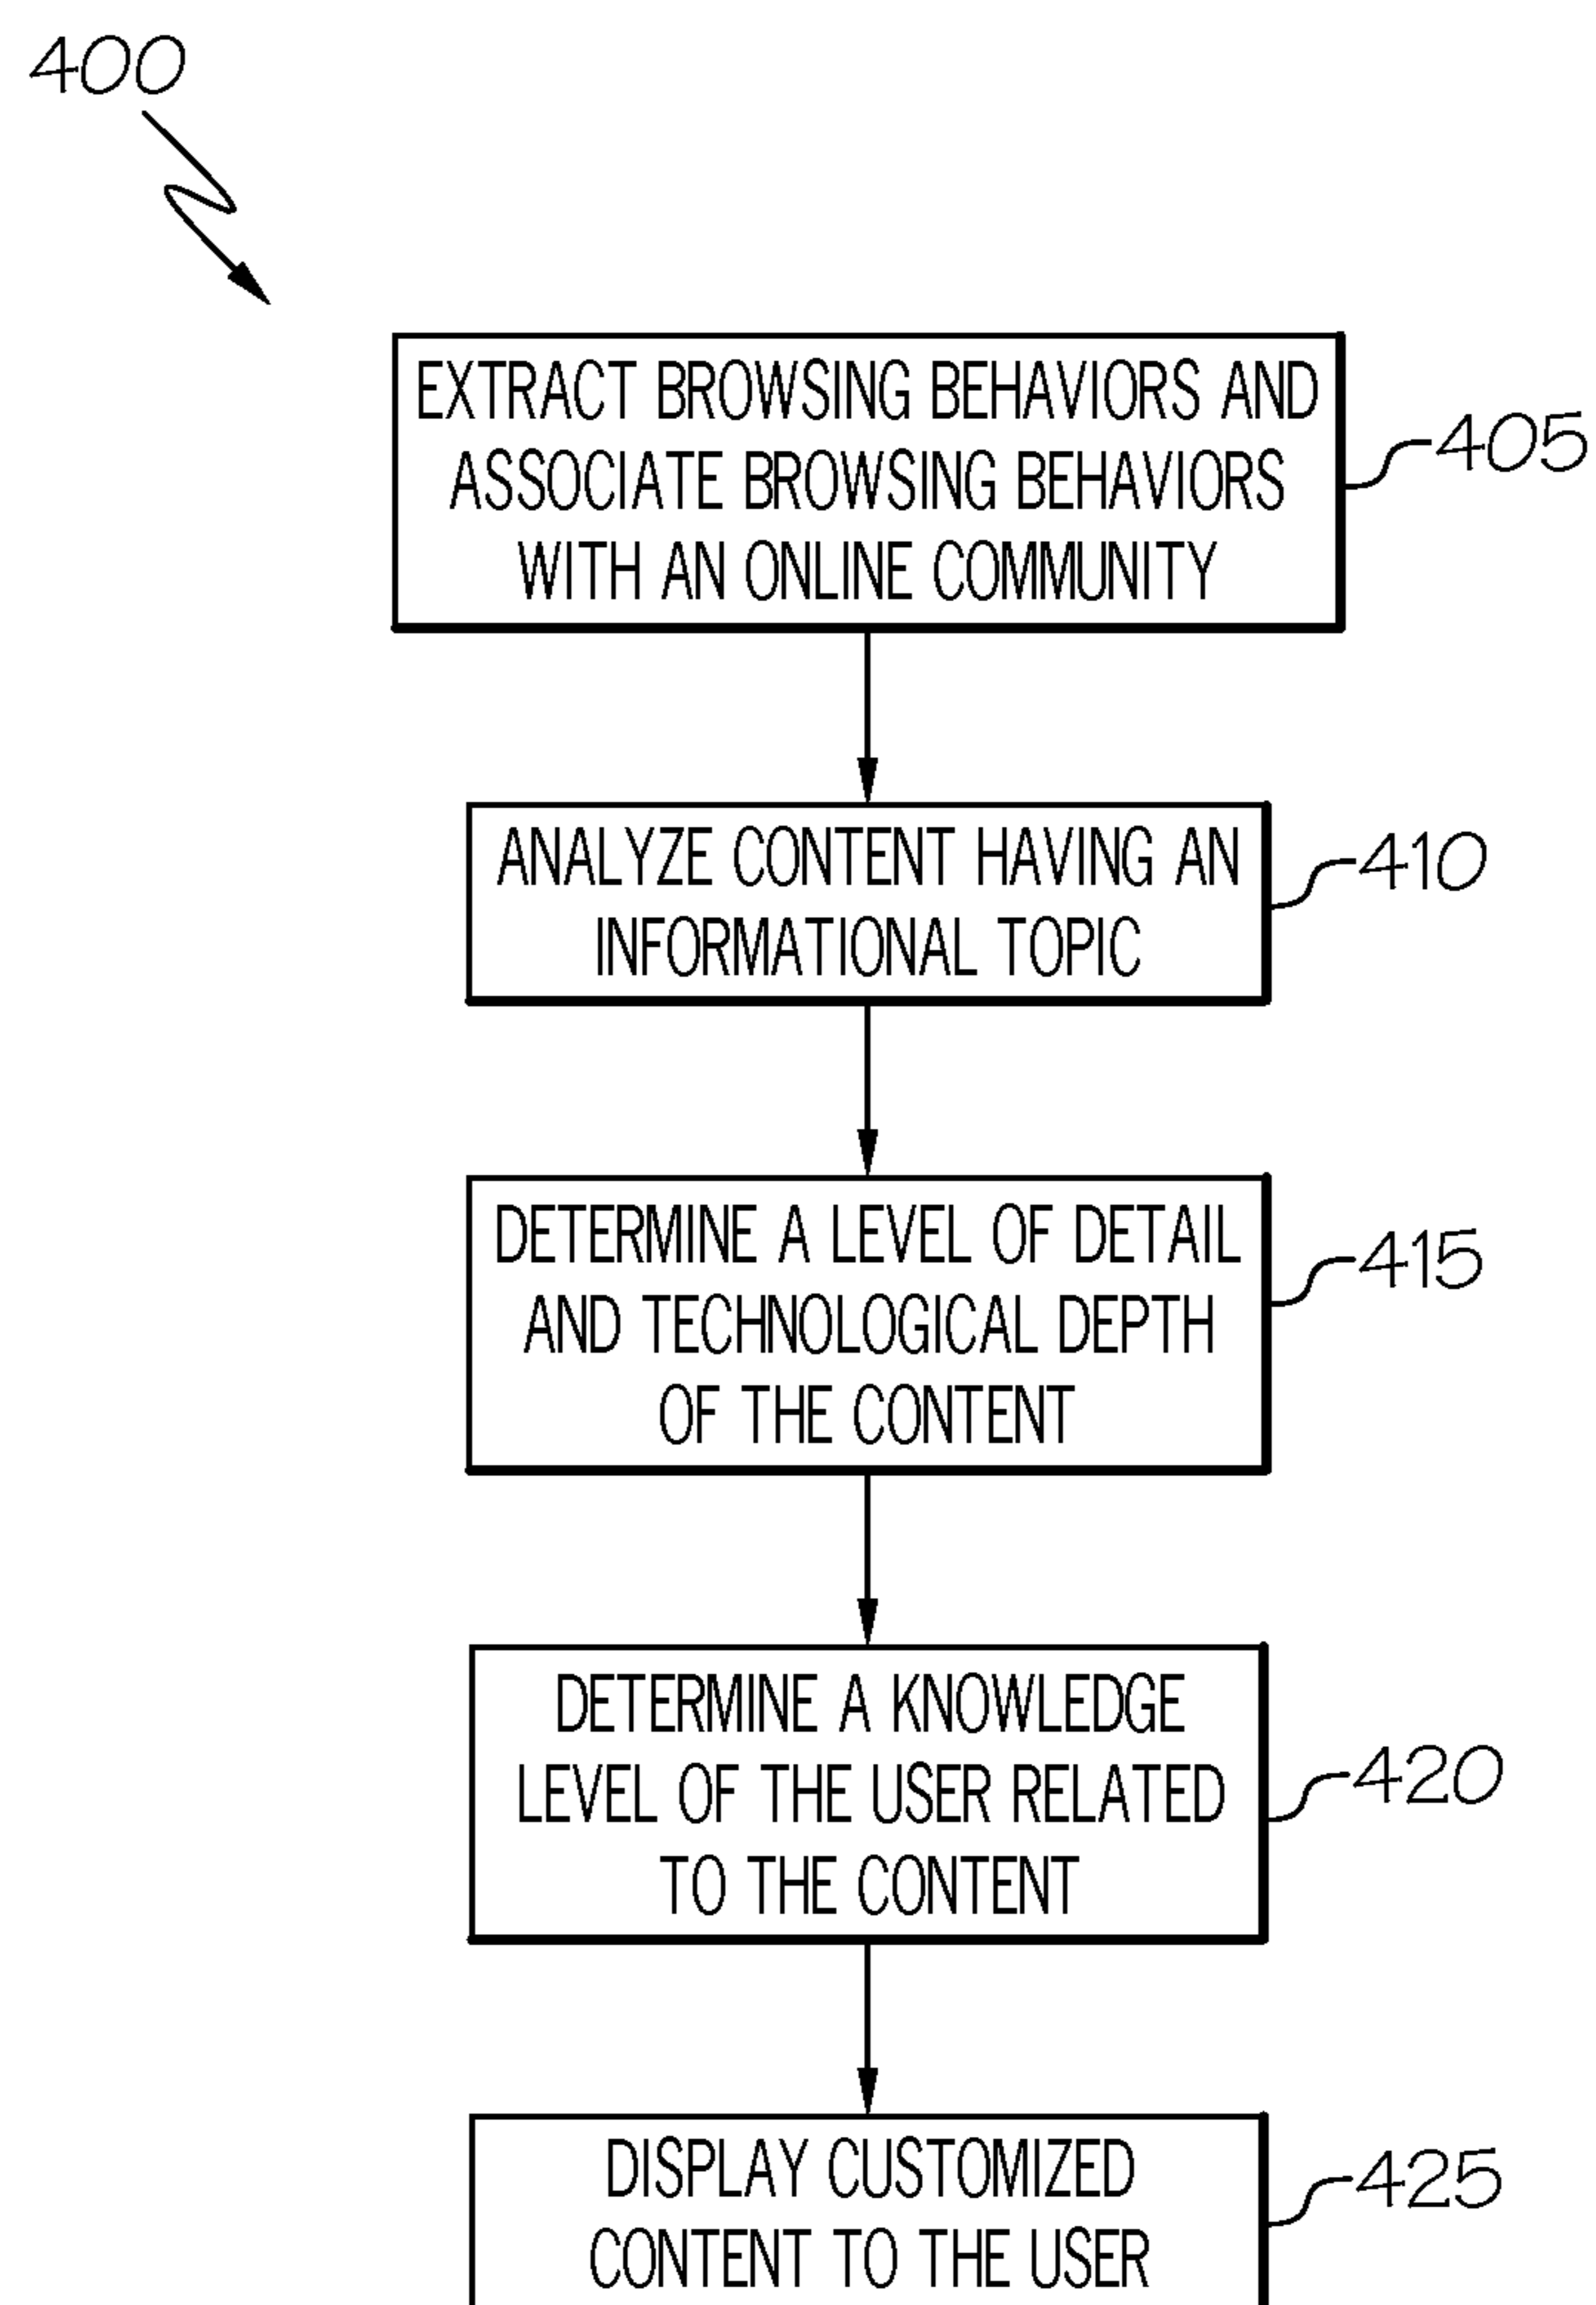 400
EXTRACT BROWSING BEHAVIORS AND
ASSOCIATE BROWSING BEHAVIORS
WITH AN ONLINE COMMUNITY
405
ANALYZE CONTENT HAVING AN
INFORMATIONAL TOPIC
410
DETERMINE A LEVEL OF DETAIL
AND TECHNOLOGICAL DEPTH
OF THE CONTENT
415
DETERMINE A KNOWLEDGE
LEVEL OF THE USER RELATED
TO THE CONTENT
420
DISPLAY CUSTOMIZED
CONTENT TO THE USER
425